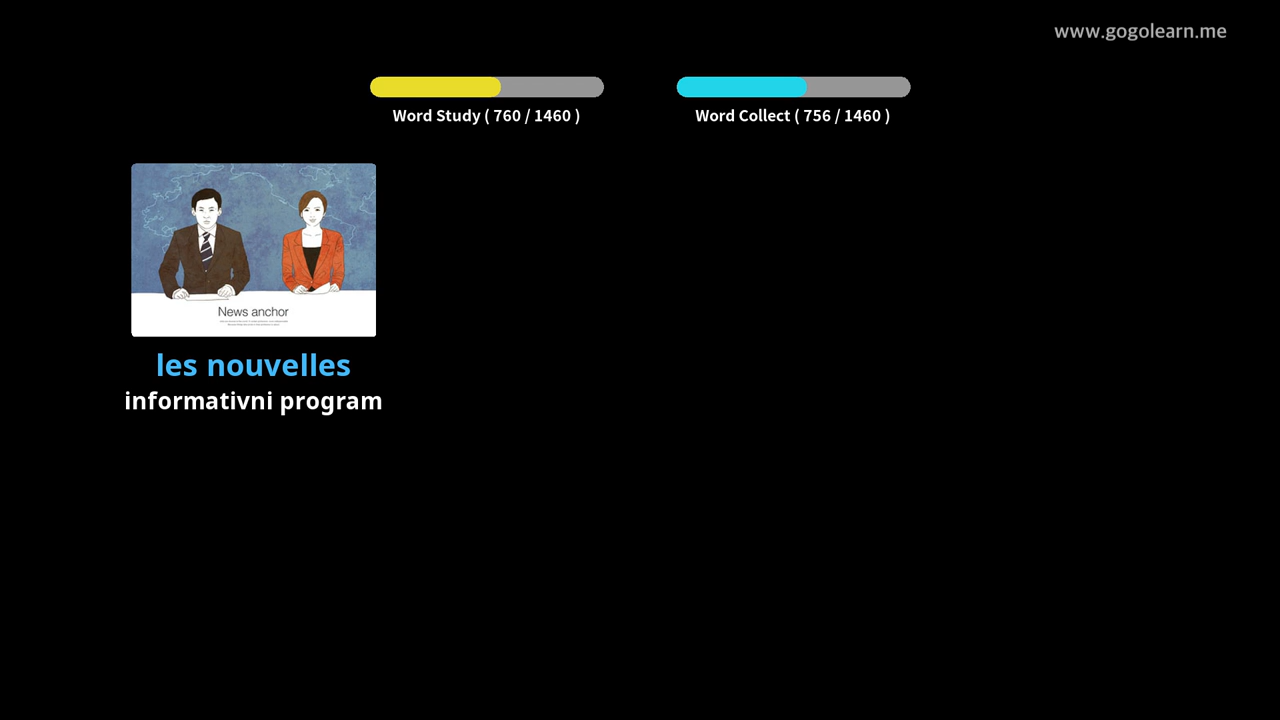 www.gogolearn.me
Word Study ( 760 / 1460 )
Word Collect ( 756 / 1460 )
News anchor
les nouvelles
informativni program